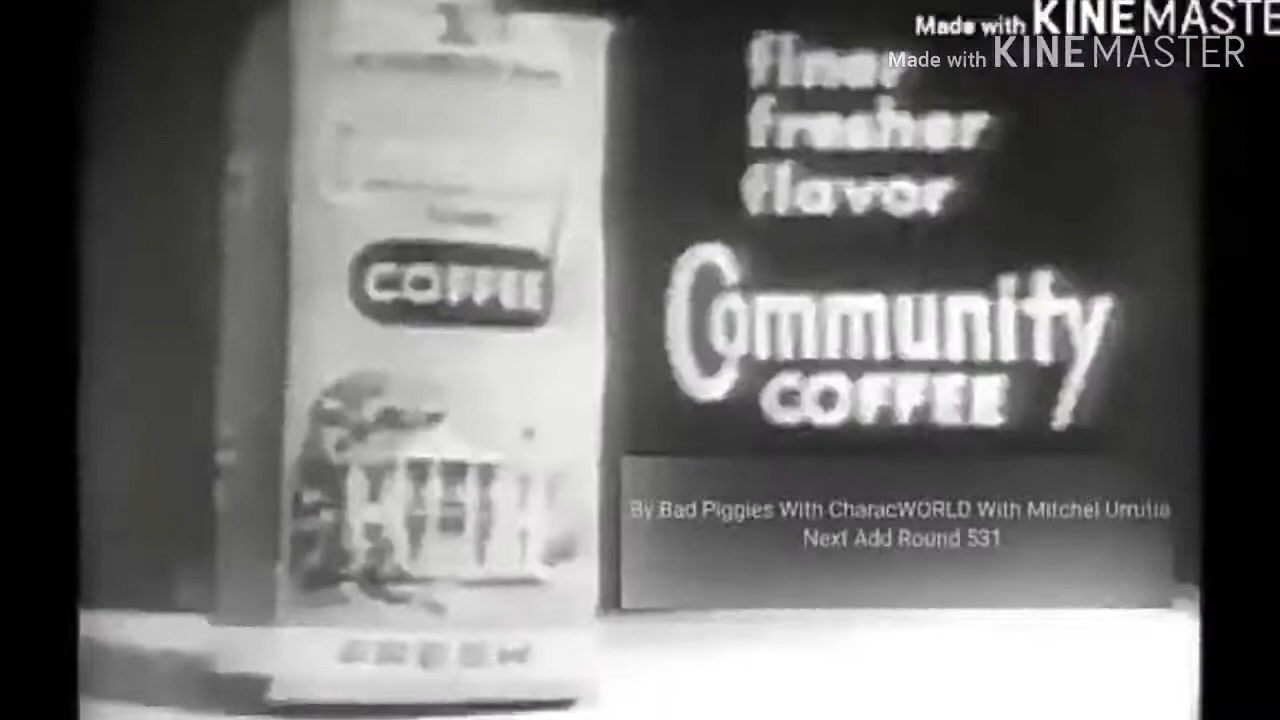 Made with KINEMASTE
Made with KINEMASTER
finer
fresher
flavor
Community
COFFEE
COFFEE
By Bad Piggies With CharacWORLD With Mitchel Urrutia
Next Add Round 531